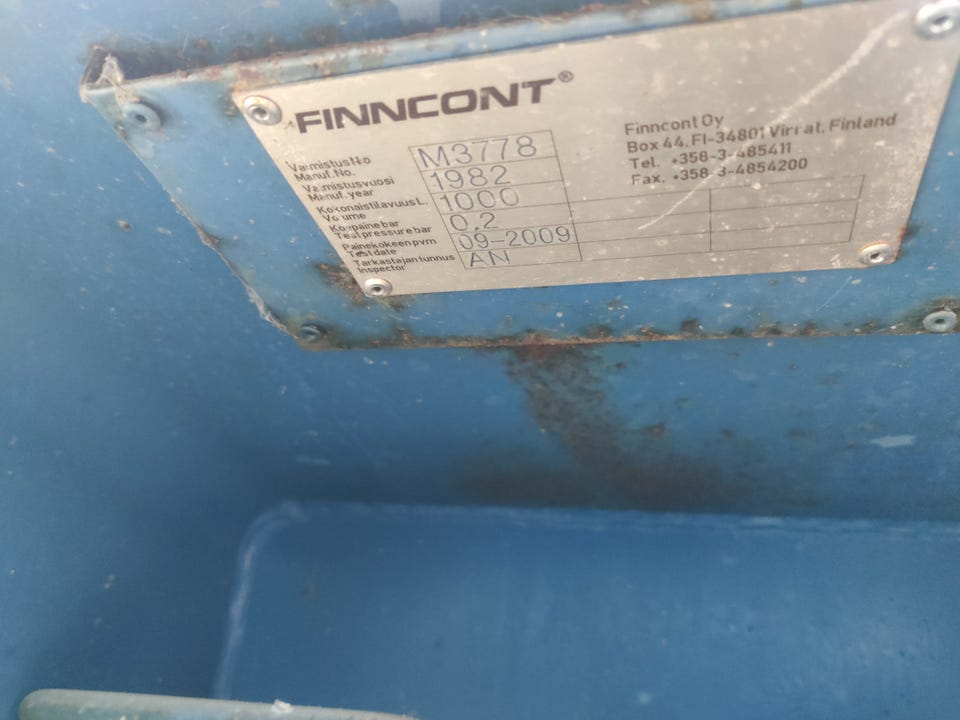 FINNCONT®
Valmistus No M3778
Manuf. No.
Valmistusvuosi 1982
Manuf. year
Kokonaistilavuus L. 1000
Volume
Koepaine bar 0,2
Test pressure bar
Painekokeen pvm 09-2009
Test date
Tarkastajan tunnus AN
Inspector
Finncont Oy
Box 44, FI-34801 Virrat, Finland
Tel. +358-3-485411
Fax. +358-3-4854200